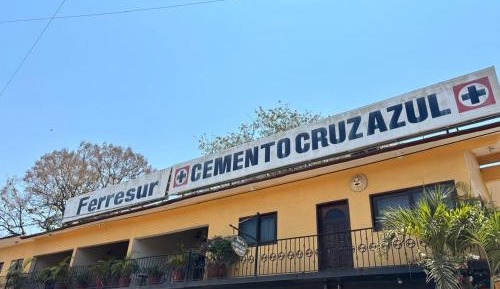 Ferresur CEMENTO CRUZ AZUL